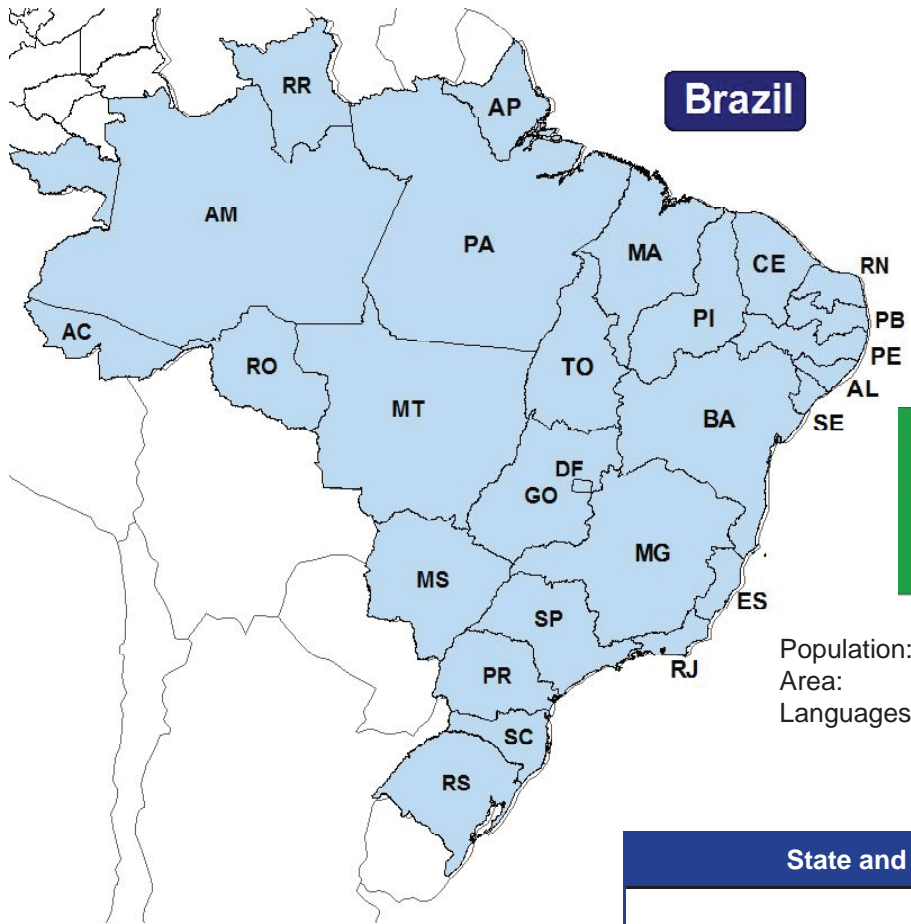 Brazil
RR
AP
AM
PA
MA
CE
RN
AC
PI
PB
RO
TO
PE
MT
BA
AL
SE
DF
GO
MG
MS
ES
SP
RJ
PR
SC
RS
Population:
Area:
Languages
State and